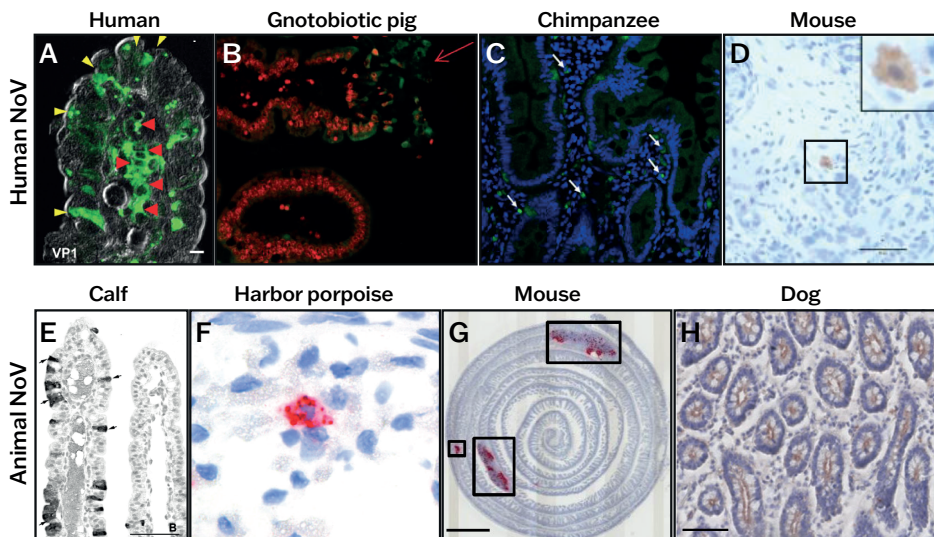 Human Gnotobiotic pig Chimpanzee Mouse
Human NoV
A B C D
VP1
Calf Harbor porpoise Mouse Dog
Animal NoV
E F G H
B